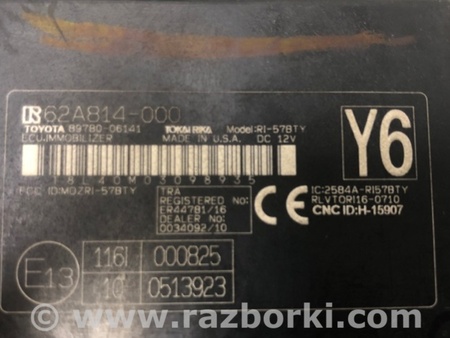 62A814-000
TOYOTA 89780-06141 TOKAI RIKA Model:RI-57BTY
ECU,IMMOBILIZER MADE IN U.S.A. DC 12V
Y6
18140M03098935
FCC ID:MOZRI-57BTY
TRA
REGISTERED No:
ER44781/16
DEALER No:
0034092/10
CE
IC:2584A-RI57BTY
RLVTORI16-0710
CNC ID:H-15907
E13
116I 000825
10 0513923
www.razborki.com